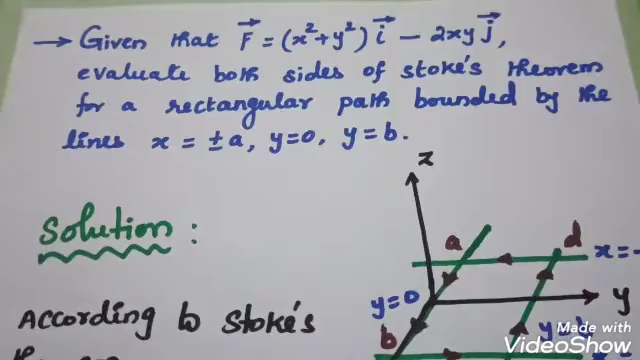 → Given that F⃗ = (x²+y²) i⃗ - 2xy j⃗,
evaluate both sides of stoke's theorem
for a rectangular path bounded by the
lines x = ±a, y=0, y=b.
Solution :
z
a
d
x=-
y=0
y
b
According to stoke's
Made with
VideoShow